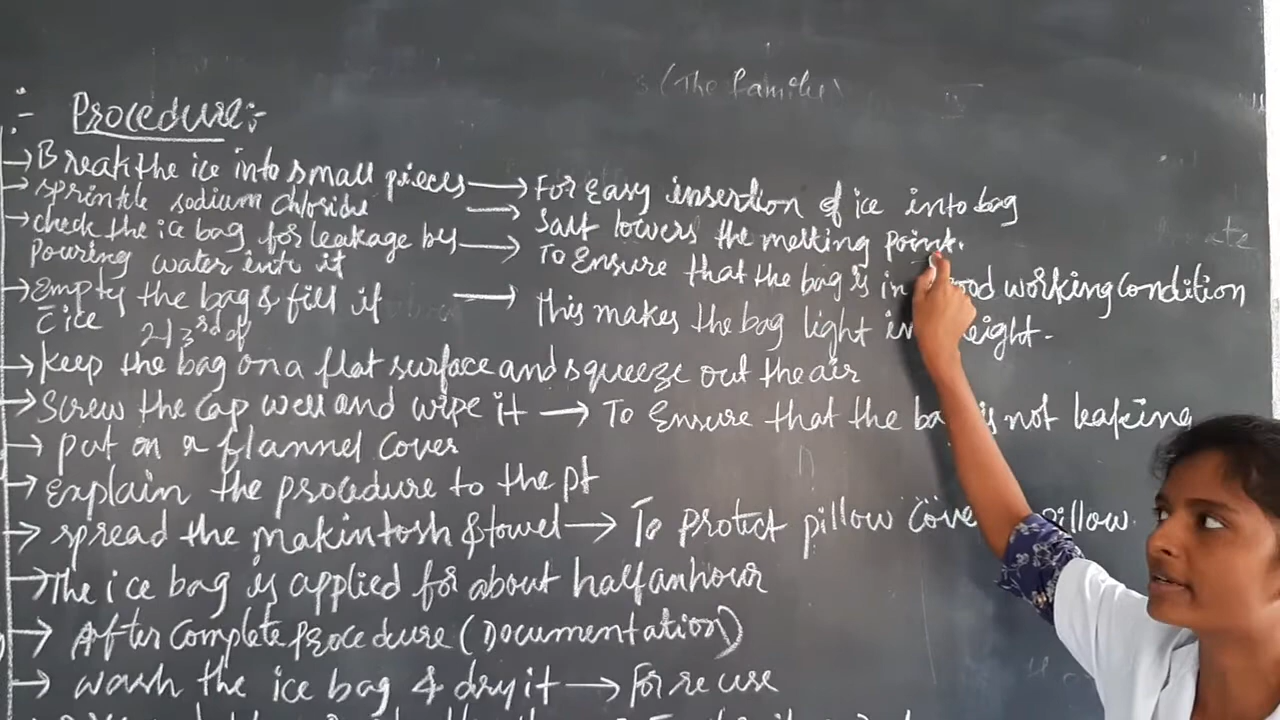 (The Family)
:- Procedure:-
→ Break the ice into small pieces → For Easy insertion of ice into bag
→ sprinkle sodium chloride → Salt lowers the melting point.
→ check the ice bag for leakage by → To Ensure that the bag is in good working condition
pouring water into it
→ Empty the bag & fill it → This makes the bag light in weight.
c̄ ice 2/3rd of
→ keep the bag on a flat surface and squeeze out the air
→ Screw the cap well and wipe it → To Ensure that the bag is not leaking
→ put on a flannel cover
→ Explain the procedure to the pt
→ spread the makintosh & towel → To protect pillow cove pillow.
→ The ice bag is applied for about half an hour
→ After complete procedure (Documentation)
→ wash the ice bag & dry it → For re use